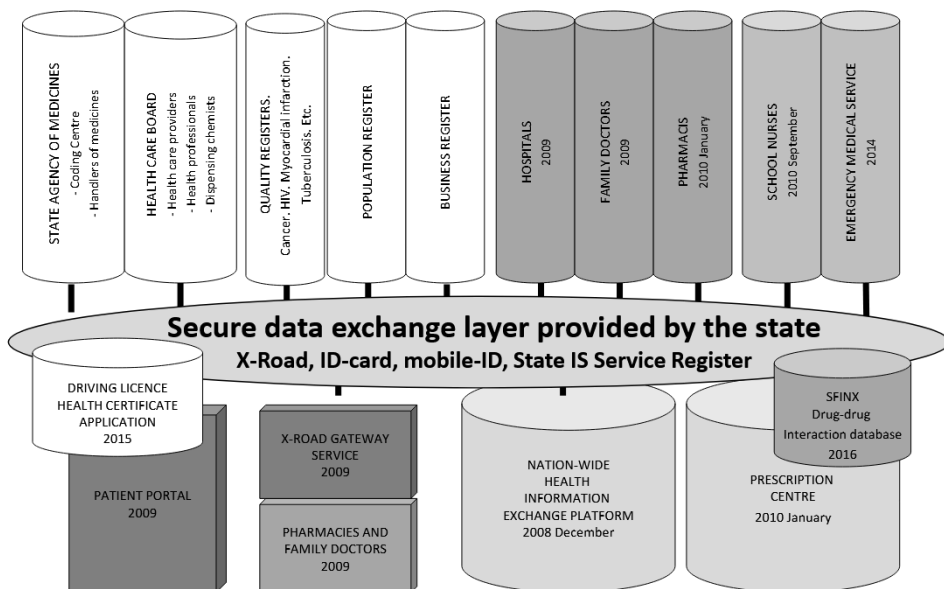 STATE AGENCY OF MEDICINES
- Coding Centre
- Handlers of medicines
HEALTH CARE BOARD
- Health care providers
- Health professionals
- Dispensing chemists
QUALITY REGISTERS.
Cancer. HIV. Myocardial infarction.
Tuberculosis. Etc.
POPULATION REGISTER
BUSINESS REGISTER
HOSPITALS
2009
FAMILY DOCTORS
2009
PHARMACIS
2010 January
SCHOOL NURSES
2010 September
EMERGENCY MEDICAL SERVICE
2014
Secure data exchange layer provided by the state
X-Road, ID-card, mobile-ID, State IS Service Register
DRIVING LICENCE
HEALTH CERTIFICATE
APPLICATION
2015
PATIENT PORTAL
2009
X-ROAD GATEWAY
SERVICE
2009
PHARMACIES AND
FAMILY DOCTORS
2009
NATION-WIDE
HEALTH
INFORMATION
EXCHANGE PLATFORM
2008 December
SFINX
Drug-drug
Interaction database
2016
PRESCRIPTION
CENTRE
2010 January